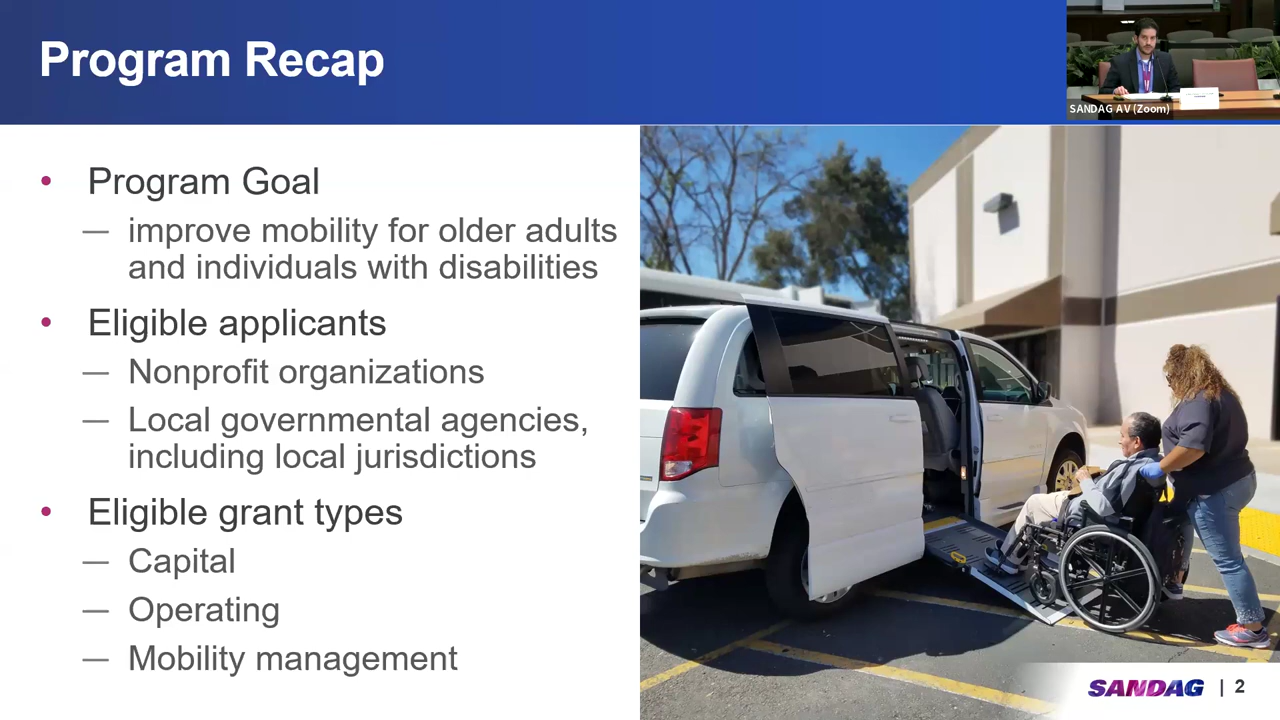 Program Recap
SANDAG AV (Zoom)
• Program Goal
— improve mobility for older adults
and individuals with disabilities
• Eligible applicants
— Nonprofit organizations
— Local governmental agencies,
including local jurisdictions
• Eligible grant types
— Capital
— Operating
— Mobility management
SANDAG | 2